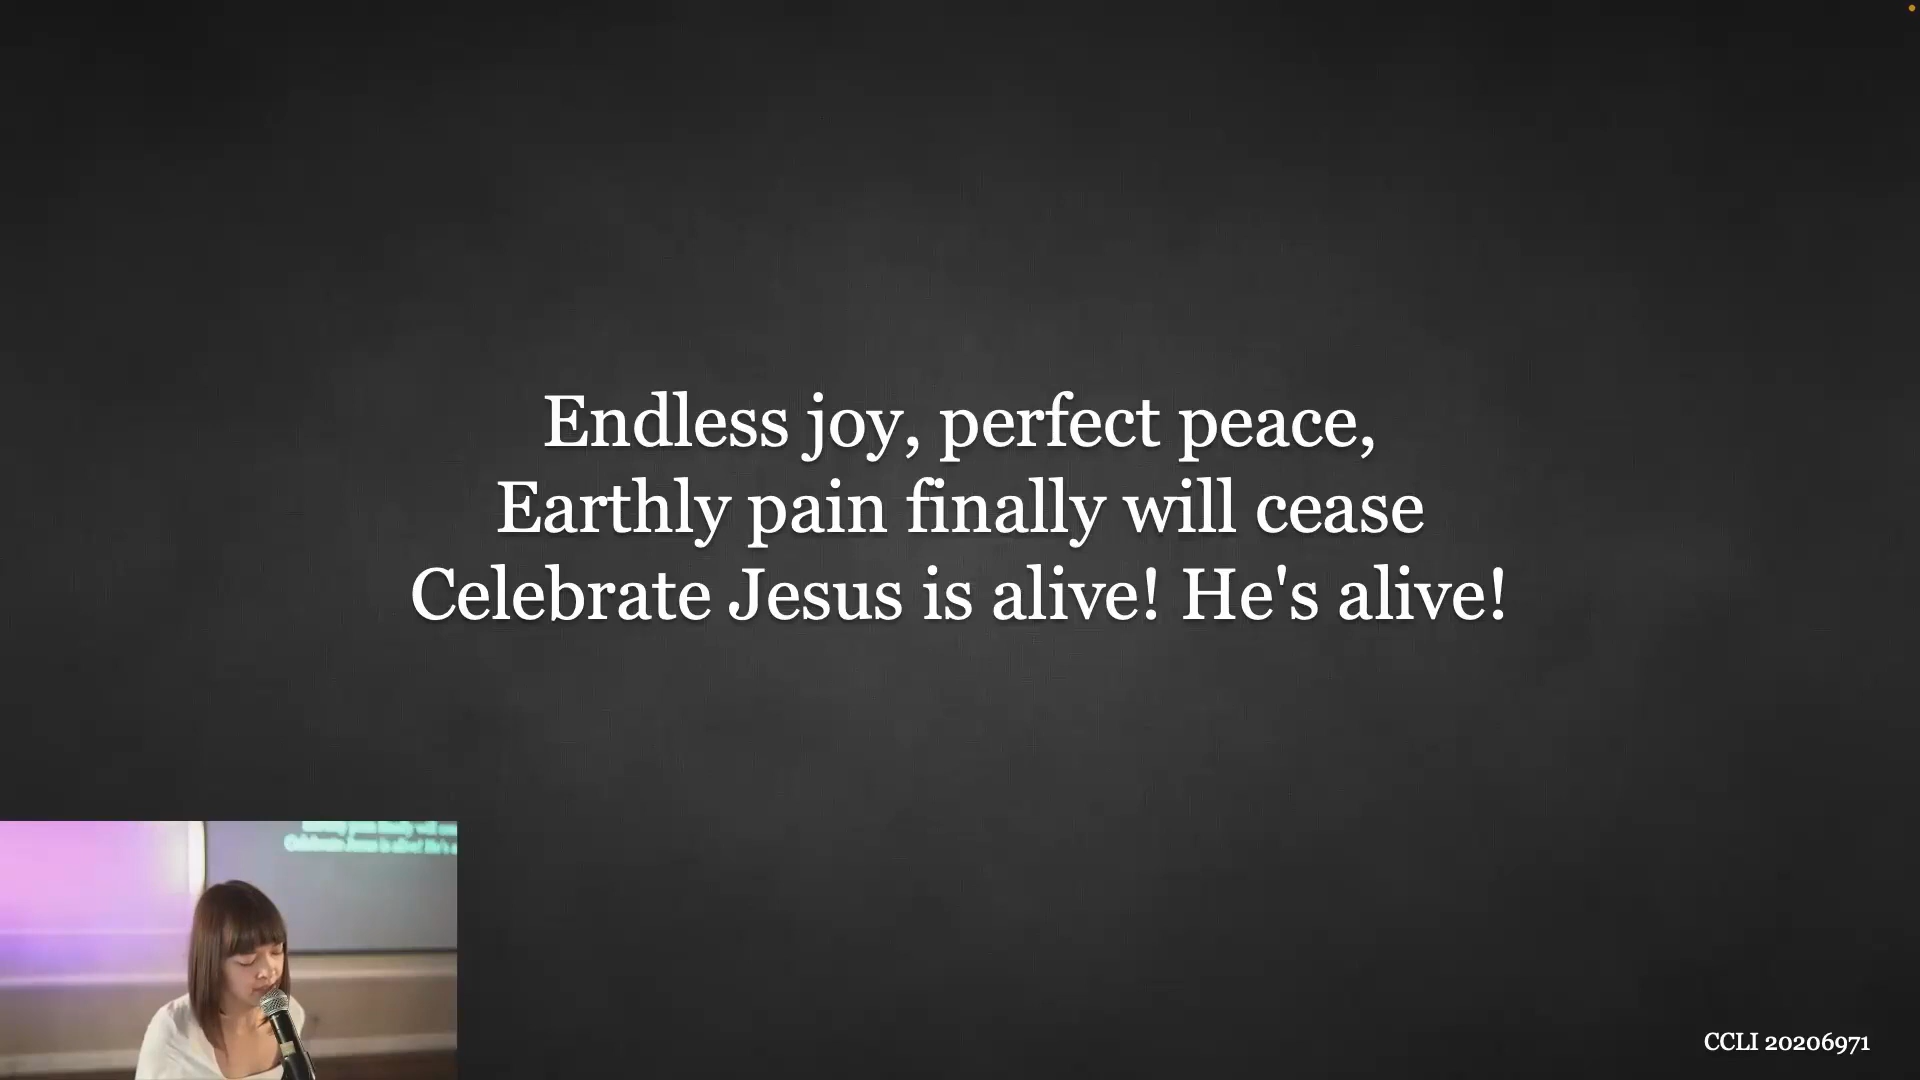 Endless joy, perfect peace,
Earthly pain finally will cease
Celebrate Jesus is alive! He's alive!
CCLI 20206971